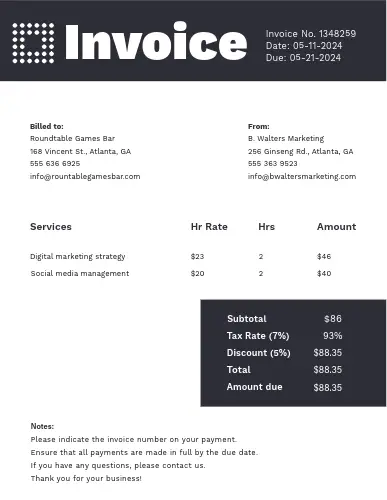 Invoice
Invoice No. 1348259
Date: 05-11-2024
Due: 05-21-2024
Billed to:
Roundtable Games Bar
168 Vincent St., Atlanta, GA
555 636 6925
info@rountablegamesbar.com
From:
B. Walters Marketing
256 Ginseng Rd., Atlanta, GA
555 363 9523
info@bwaltersmarketing.com
Services Hr Rate Hrs Amount
Digital marketing strategy $23 2 $46
Social media management $20 2 $40
Subtotal $86
Tax Rate (7%) 93%
Discount (5%) $88.35
Total $88.35
Amount due $88.35
Notes:
Please indicate the invoice number on your payment.
Ensure that all payments are made in full by the due date.
If you have any questions, please contact us.
Thank you for your business!